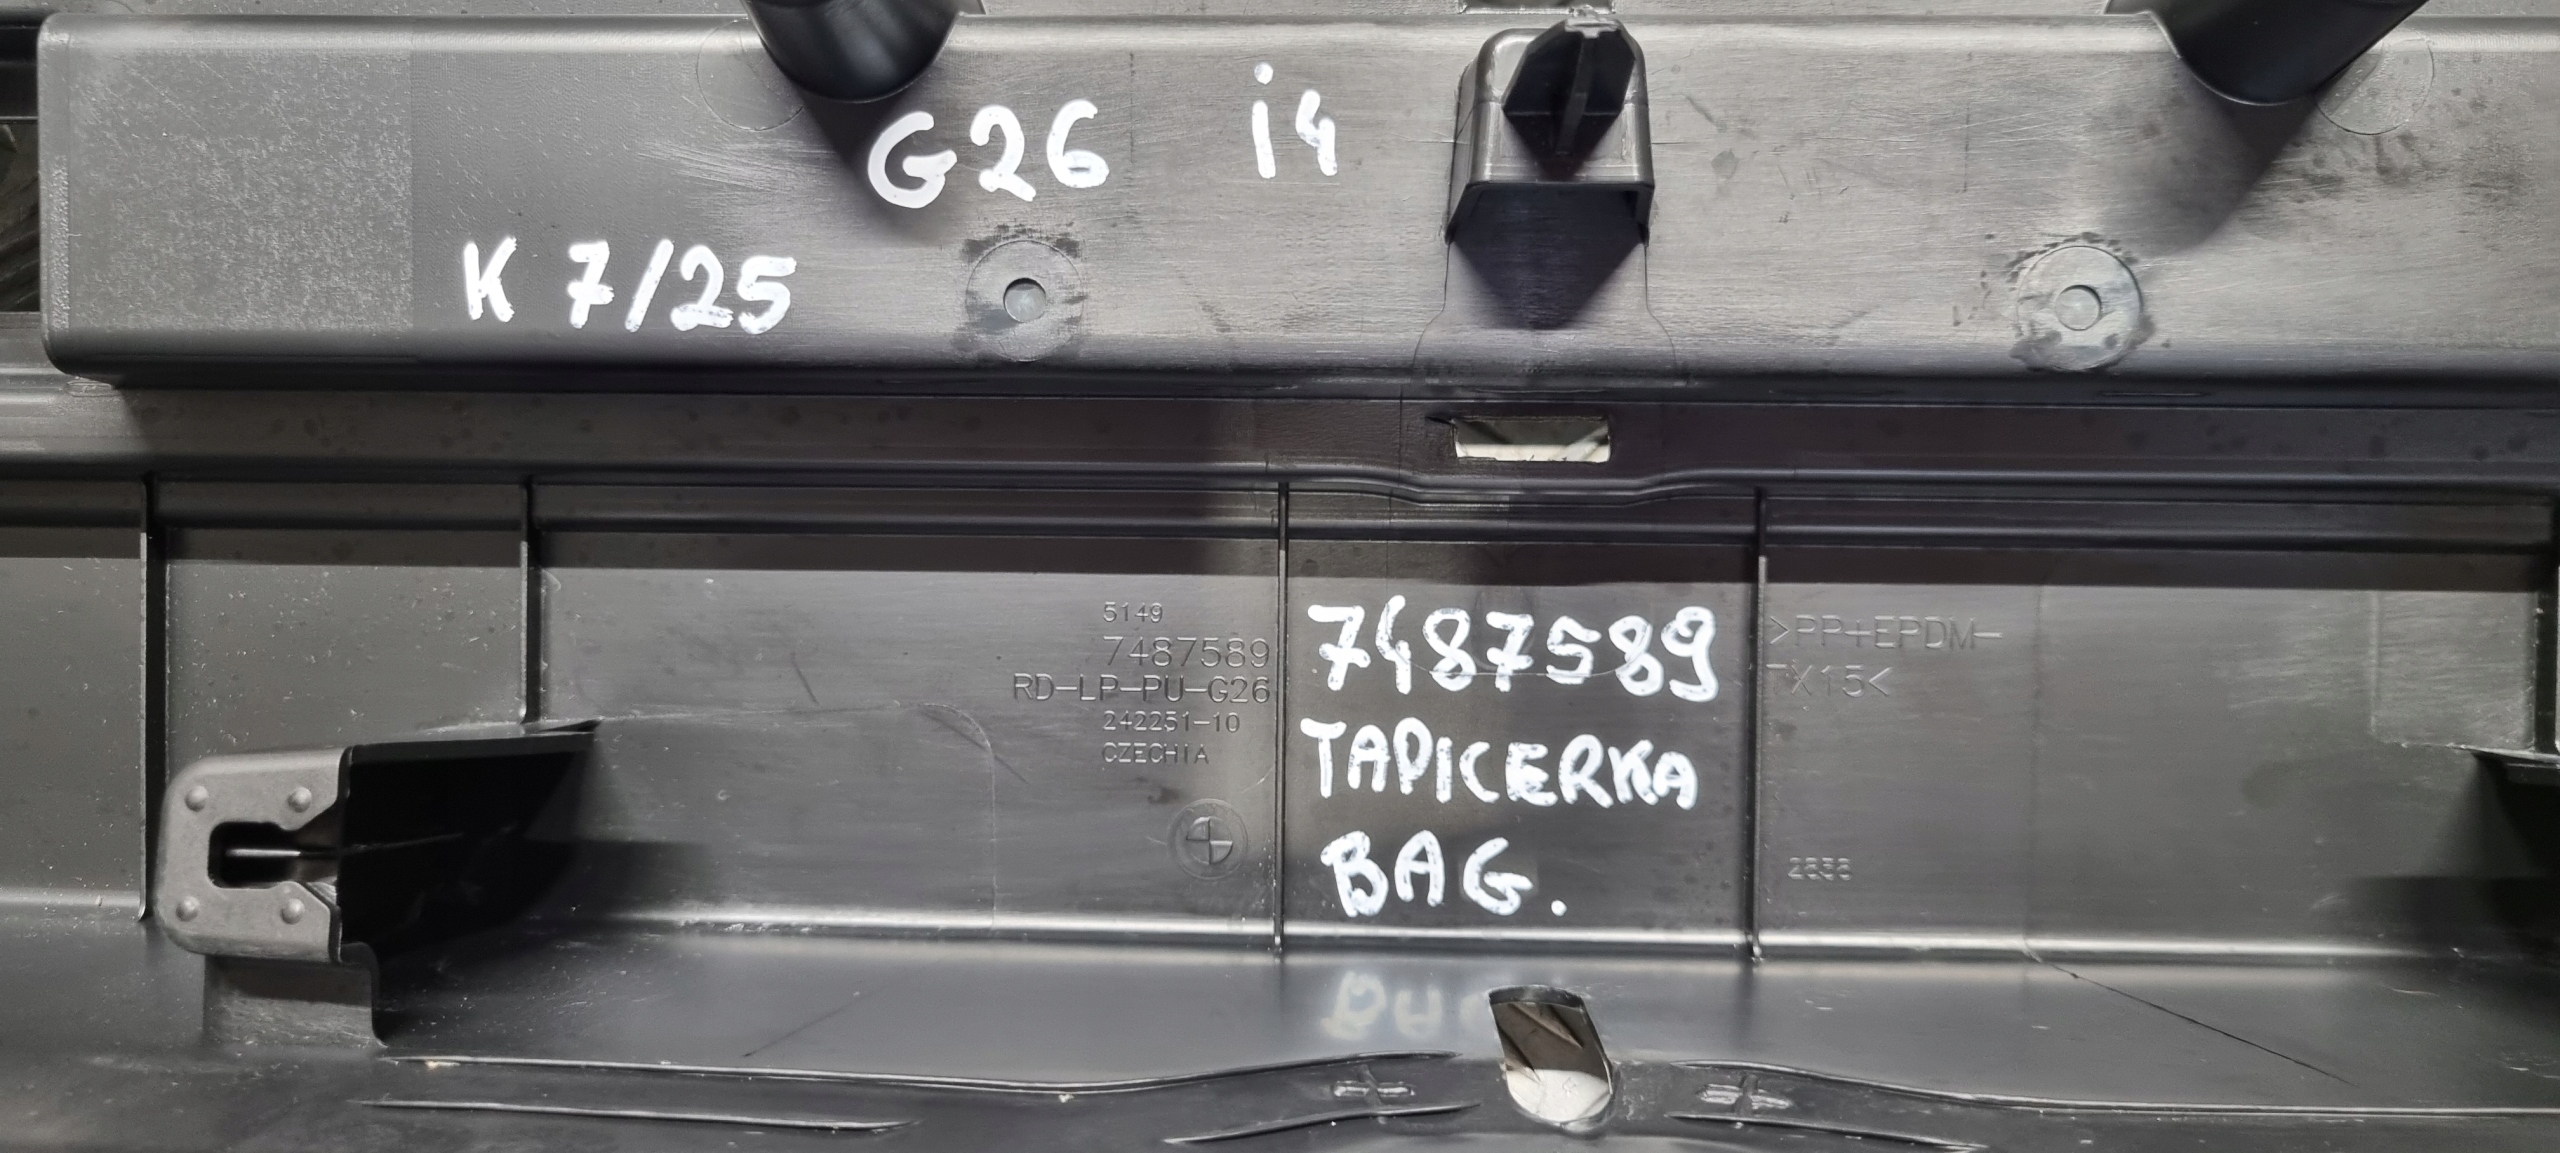 G26 i4
K 7/25
5149
7487589
RD-LP-PU-G26
242251-10
CZECHIA
7487589
TAPICERKA
BAG.
>PP+EPDM-
TX15<
2858